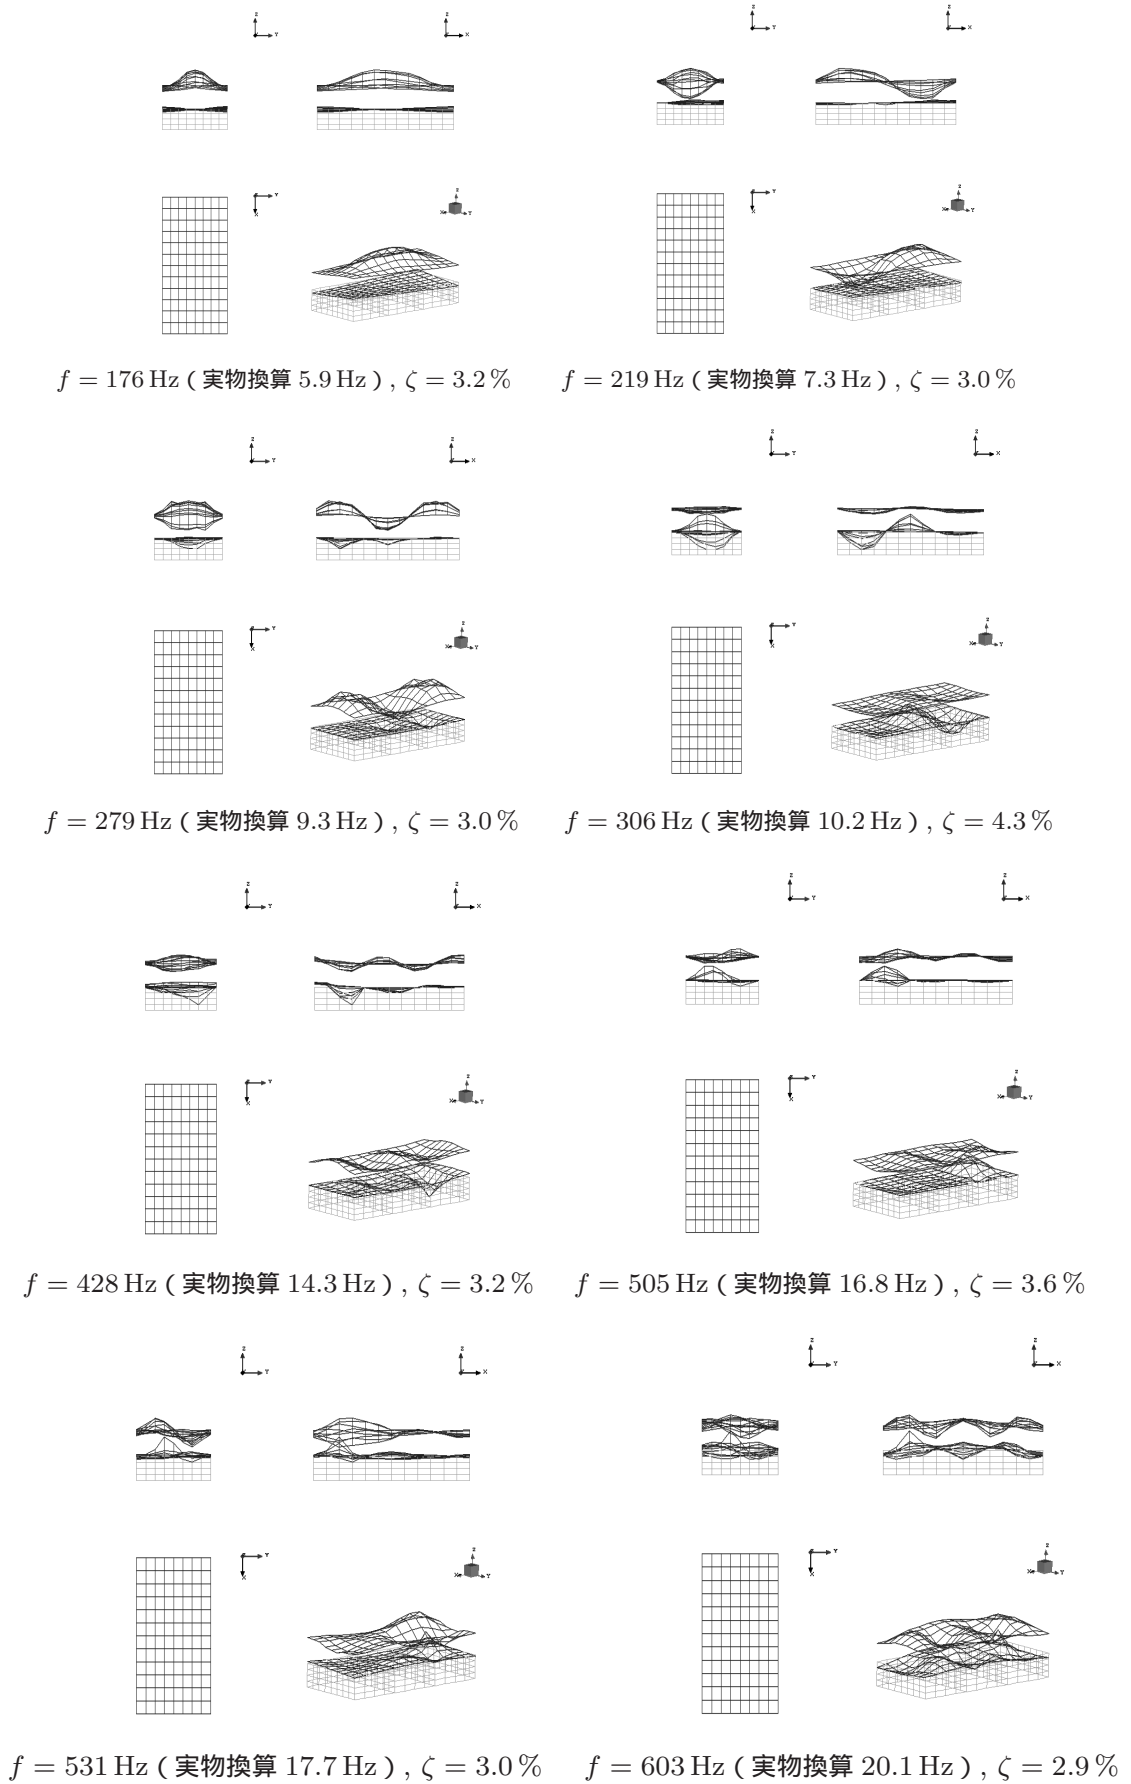 f = 176 Hz ( 実物換算 5.9 Hz ) , ζ = 3.2 %
f = 219 Hz ( 実物換算 7.3 Hz ) , ζ = 3.0 %
f = 279 Hz ( 実物換算 9.3 Hz ) , ζ = 3.0 %
f = 306 Hz ( 実物換算 10.2 Hz ) , ζ = 4.3 %
f = 428 Hz ( 実物換算 14.3 Hz ) , ζ = 3.2 %
f = 505 Hz ( 実物換算 16.8 Hz ) , ζ = 3.6 %
f = 531 Hz ( 実物換算 17.7 Hz ) , ζ = 3.0 %
f = 603 Hz ( 実物換算 20.1 Hz ) , ζ = 2.9 %